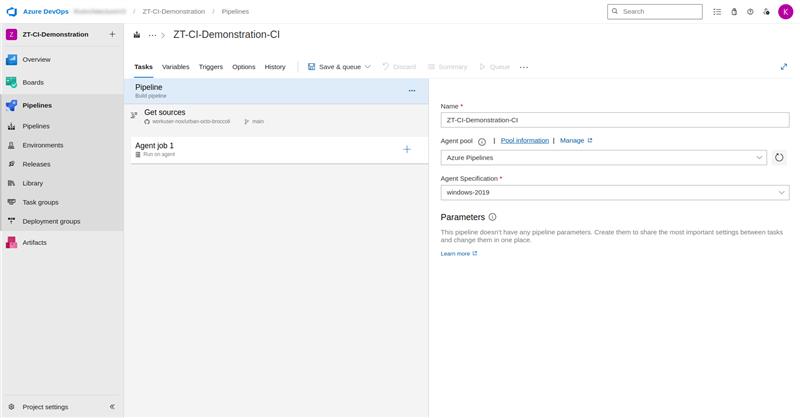 Azure DevOps / ZT-CI-Demonstration / Pipelines
Search
K
Z ZT-CI-Demonstration
Overview
Boards
Pipelines
Pipelines
Environments
Releases
Library
Task groups
Deployment groups
Artifacts
Project settings
ZT-CI-Demonstration-CI
Tasks Variables Triggers Options History Save & queue Discard Summary Queue
Pipeline
Build pipeline
Get sources
workuser-nox/urban-octo-broccoli main
Agent job 1
Run on agent
Name *
ZT-CI-Demonstration-CI
Agent pool | Pool information | Manage
Azure Pipelines
Agent Specification *
windows-2019
Parameters
This pipeline doesn't have any pipeline parameters. Create them to share the most important settings between tasks
and change them in one place.
Learn more